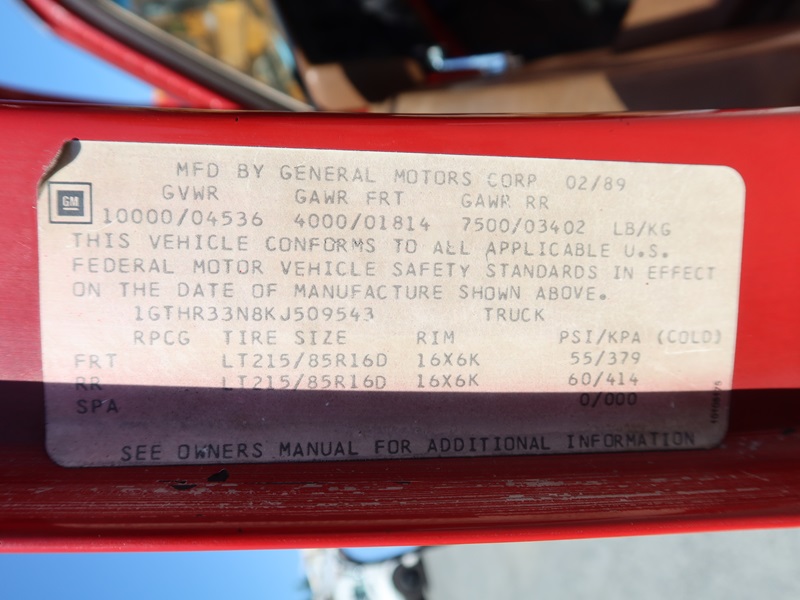 MFD BY GENERAL MOTORS CORP 02/89
GVWR GAWR FRT GAWR RR
GM
10000/04536 4000/01814 7500/03402 LB/KG
THIS VEHICLE CONFORMS TO ALL APPLICABLE U.S.
FEDERAL MOTOR VEHICLE SAFETY STANDARDS IN EFFECT
ON THE DATE OF MANUFACTURE SHOWN ABOVE.
1GTHR33N8KJ509543 TRUCK
RPCG TIRE SIZE RIM PSI/KPA (COLD)
FRT LT215/85R16D 16X6K 55/379
RR LT215/85R16D 16X6K 60/414
SPA 0/000
SEE OWNERS MANUAL FOR ADDITIONAL INFORMATION